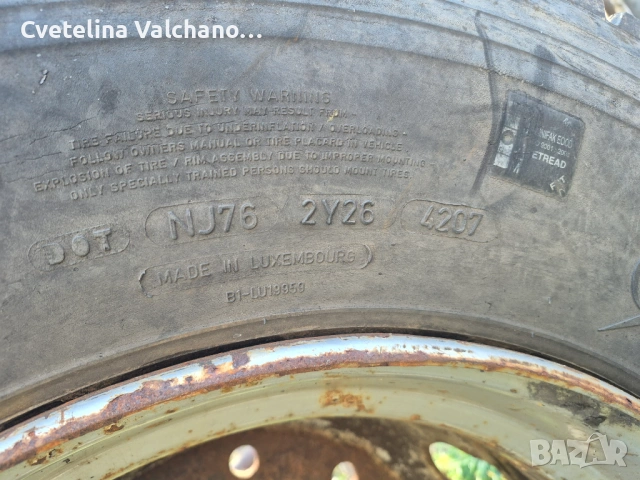 Cvetelina Valchano...
SAFETY WARNING
SERIOUS INJURY MAY RESULT FROM -
TIRE FAILURE DUE TO UNDERINFLATION / OVERLOADING -
FOLLOW OWNERS MANUAL OR TIRE PLACARD IN VEHICLE.
EXPLOSION OF TIRE / RIM ASSEMBLY DUE TO IMPROPER MOUNTING -
ONLY SPECIALLY TRAINED PERSONS SHOULD MOUNT TIRES.
ETREAD
DOT NJ76 2Y26 4207
MADE IN LUXEMBOURG
B1-LU19959
BAZAR